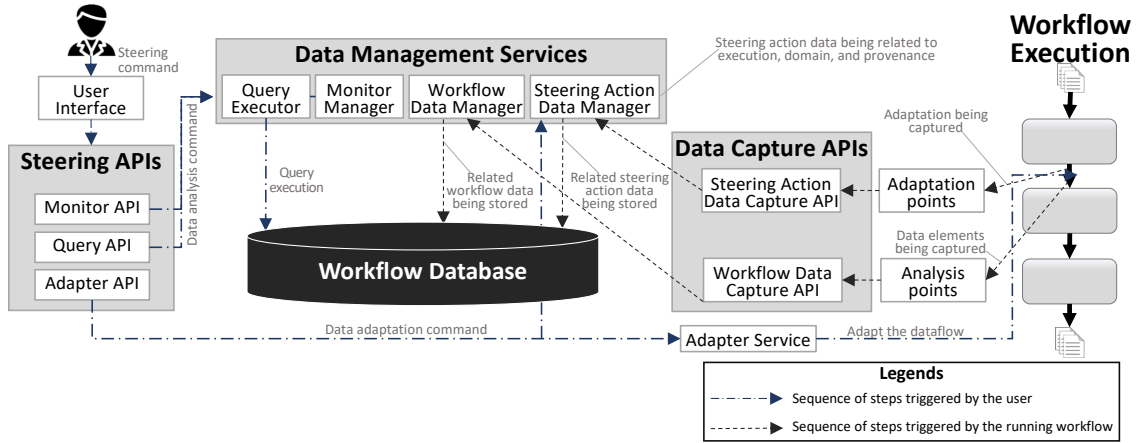 Steering
command
User
Interface
Steering APIs
Monitor API
Query API
Adapter API
Data analysis command
Data Management Services
Query
Executor
Monitor
Manager
Workflow
Data Manager
Steering Action
Data Manager
Steering action data being related to
execution, domain, and provenance
Workflow
Execution
Query
execution
Related
workflow data
being stored
Related steering
action data
being stored
Workflow Database
Data Capture APIs
Steering Action
Data Capture API
Workflow Data
Capture API
Adaptation being
captured
Adaptation
points
Data elements
being captured
Analysis
points
Data adaptation command
Adapter Service
Adapt the dataflow
Legends
Sequence of steps triggered by the user
Sequence of steps triggered by the running workflow